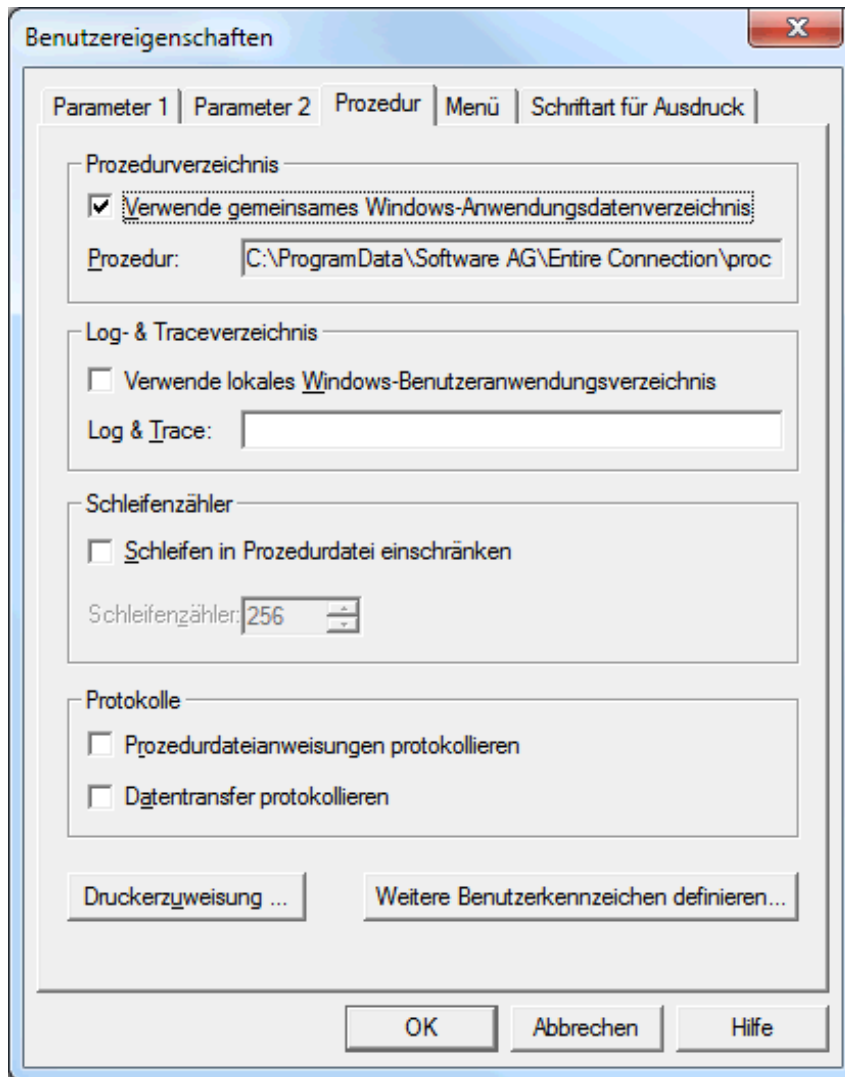 Benutzereigenschaften
Parameter 1 Parameter 2 Prozedur Menü Schriftart für Ausdruck
Prozedurverzeichnis
Verwende gemeinsames Windows-Anwendungsdatenverzeichnis
Prozedur: C:\ProgramData\Software AG\Entire Connection\proc
Log- & Traceverzeichnis
Verwende lokales Windows-Benutzeranwendungsverzeichnis
Log & Trace:
Schleifenzähler
Schleifen in Prozedurdatei einschränken
Schleifenzähler: 256
Protokolle
Prozedurdateianweisungen protokollieren
Datentransfer protokollieren
Druckerzuweisung ... Weitere Benutzerkennzeichen definieren...
OK Abbrechen Hilfe